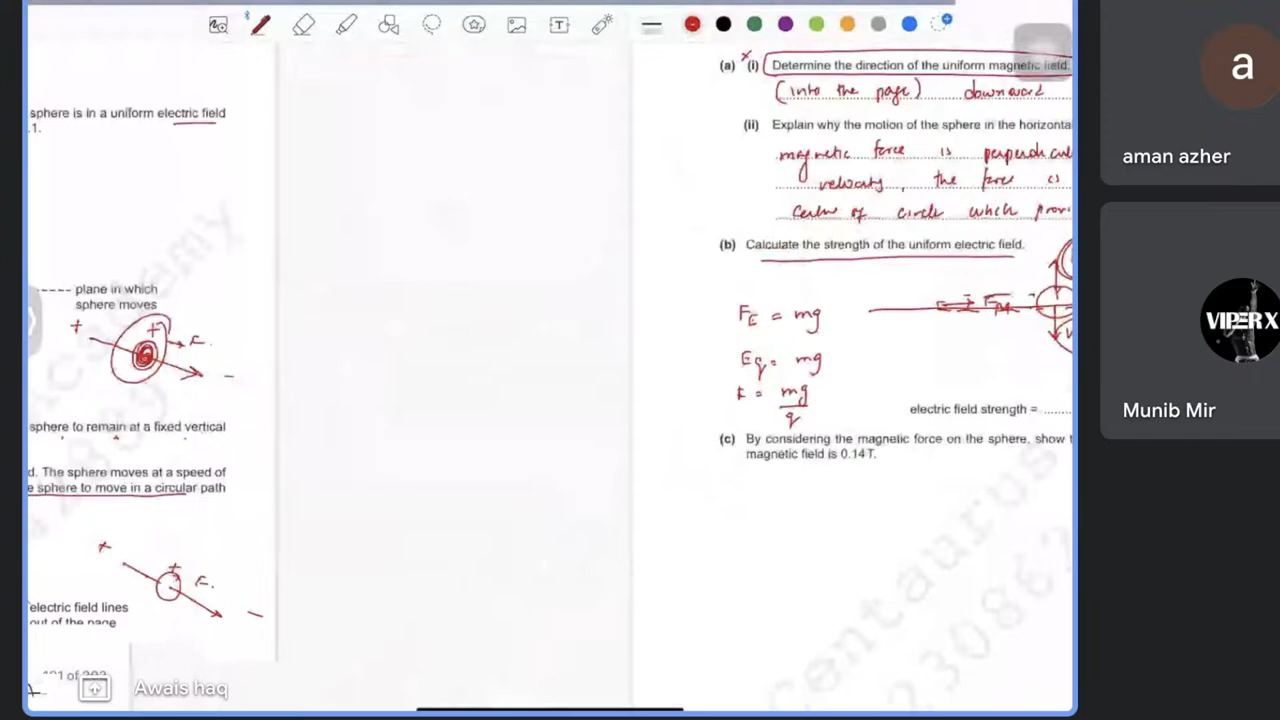 sphere is in a uniform electric field
.1.
plane in which
sphere moves
+
+
E.
-
sphere to remain at a fixed vertical
d. The sphere moves at a speed of
e sphere to move in a circular path
+
+
E.
-
electric field lines
out of the page
Awais haq
(a) (i) Determine the direction of the uniform magnetic field.
(into the page) downward
(ii) Explain why the motion of the sphere in the horizonta
magnetic force is perpendicul
velocity, the force is
centre of circle which prov
(b) Calculate the strength of the uniform electric field.
FE = mg
Eq = mg
E = mg
q
electric field strength =
(c) By considering the magnetic force on the sphere, show t
magnetic field is 0.14T.
Centaurus
a
aman azher
VIPER X
Munib Mir